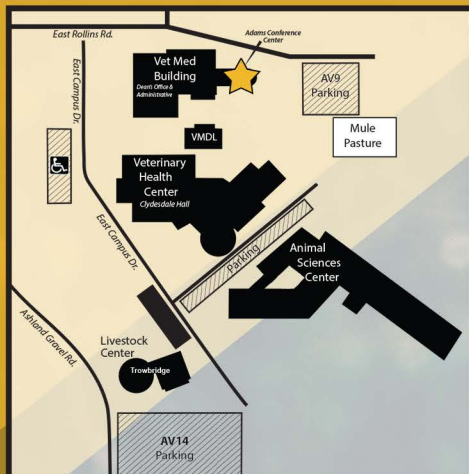 East Rollins Rd.
Adams Conference
Center
Vet Med
Building
Dean's Office &
Administrative
AV9
Parking
East Campus Dr.
Mule
Pasture
VMDL
Veterinary
Health
Center
Clydesdale Hall
East Campus Dr.
Parking
Animal
Sciences
Center
Ashland Gravel Rd.
Livestock
Center
Trowbridge
AV14
Parking